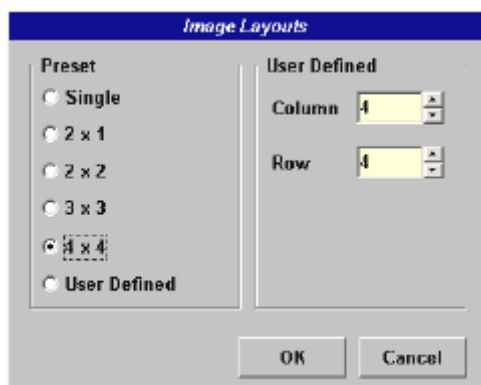 Image Layouts
Preset
Single
2 x 1
2 x 2
3 x 3
4 x 4
User Defined
User Defined
Column 4
Row 4
OK Cancel